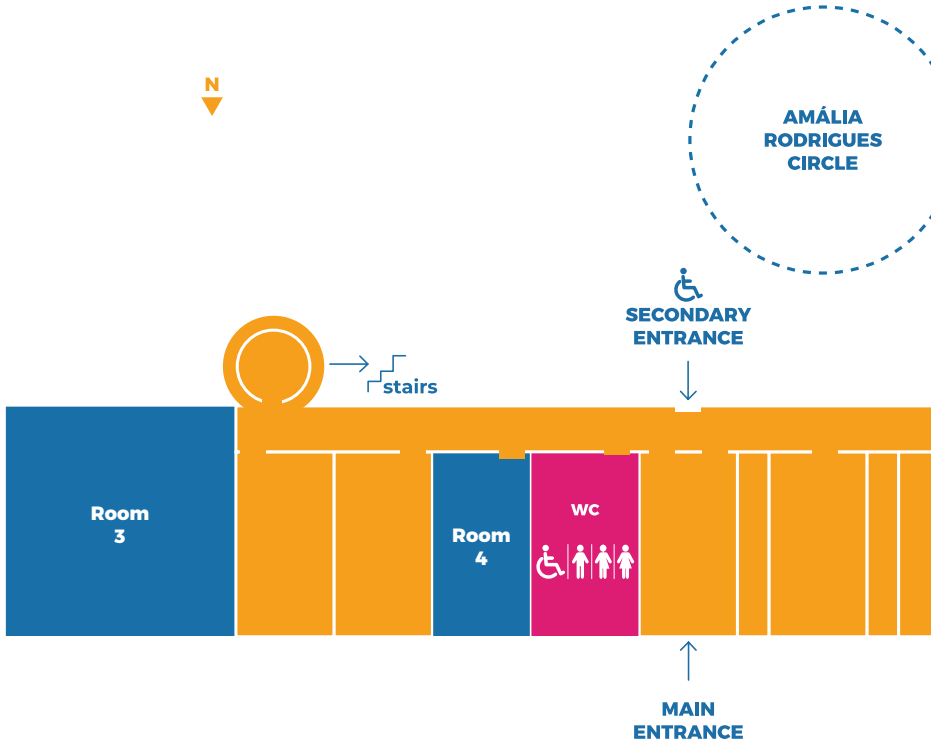 N
AMÁLIA
RODRIGUES
CIRCLE
SECONDARY
ENTRANCE
stairs
Room
3
Room
4
WC
MAIN
ENTRANCE